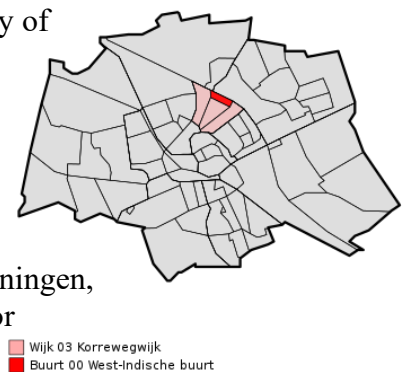 y of
ningen,
or
Wijk 03 Korrewegwijk
Buurt 00 West-Indische buurt